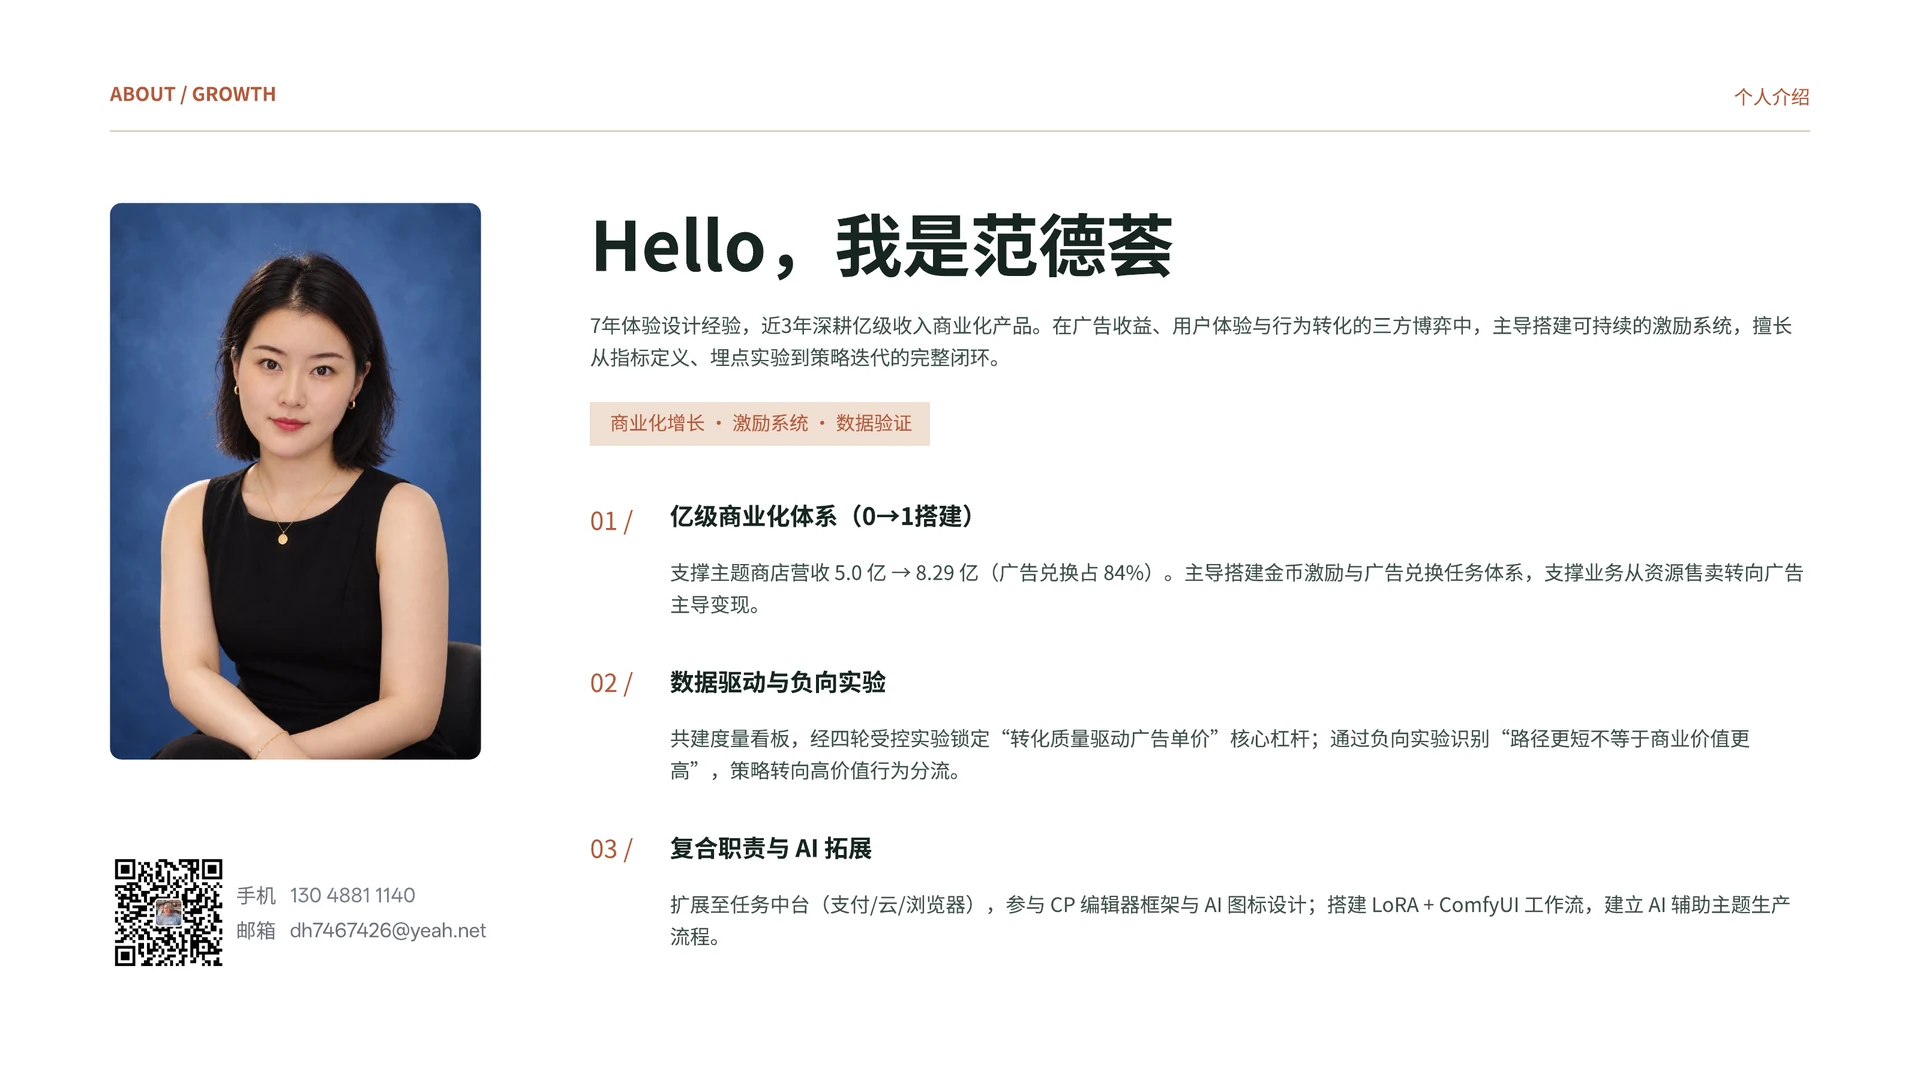 ABOUT / GROWTH
个人介绍
Hello，我是范德荟
7年体验设计经验，近3年深耕亿级收入商业化产品。在广告收益、用户体验与行为转化的三方博弈中，主导搭建可持续的激励系统，擅长
从指标定义、埋点实验到策略迭代的完整闭环。
商业化增长 · 激励系统 · 数据验证
01 /
亿级商业化体系（0→1搭建）
支撑主题商店营收 5.0 亿 → 8.29 亿（广告兑换占 84%）。主导搭建金币激励与广告兑换任务体系，支撑业务从资源售卖转向广告
主导变现。
02 /
数据驱动与负向实验
共建度量看板，经四轮受控实验锁定“转化质量驱动广告单价”核心杠杆；通过负向实验识别“路径更短不等于商业价值更
高”，策略转向高价值行为分流。
03 /
复合职责与 AI 拓展
扩展至任务中台（支付/云/浏览器），参与 CP 编辑器框架与 AI 图标设计；搭建 LoRA + ComfyUI 工作流，建立 AI 辅助主题生产
流程。
手机 130 4881 1140
邮箱 dh7467426@yeah.net